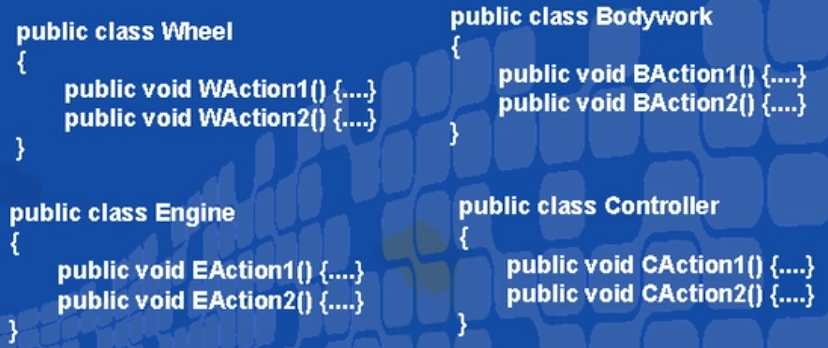 public class Wheel
{
public void WAction1() {....}
public void WAction2() {....}
}
public class Bodywork
{
public void BAction1() {....}
public void BAction2() {....}
}
public class Engine
{
public void EAction1() {....}
public void EAction2() {....}
}
public class Controller
{
public void CAction1() {....}
public void CAction2() {....}
}